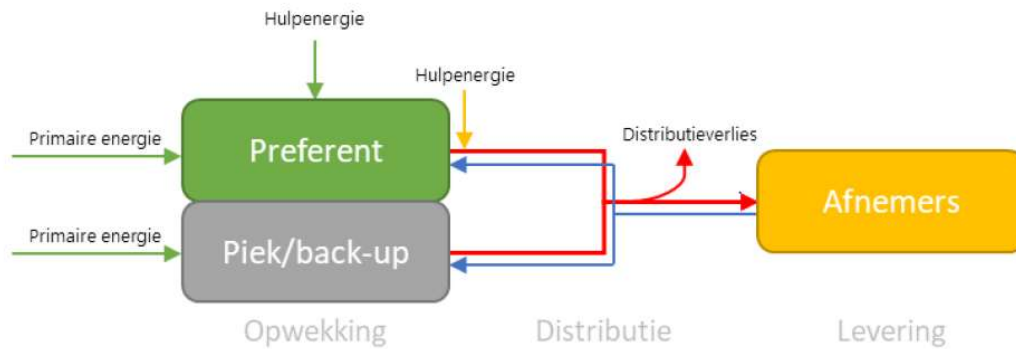 Hulpenergie
Hulpenergie
Primaire energie
Preferent
Distributieverlies
Afnemers
Primaire energie
Piek/back-up
Opwekking
Distributie
Levering